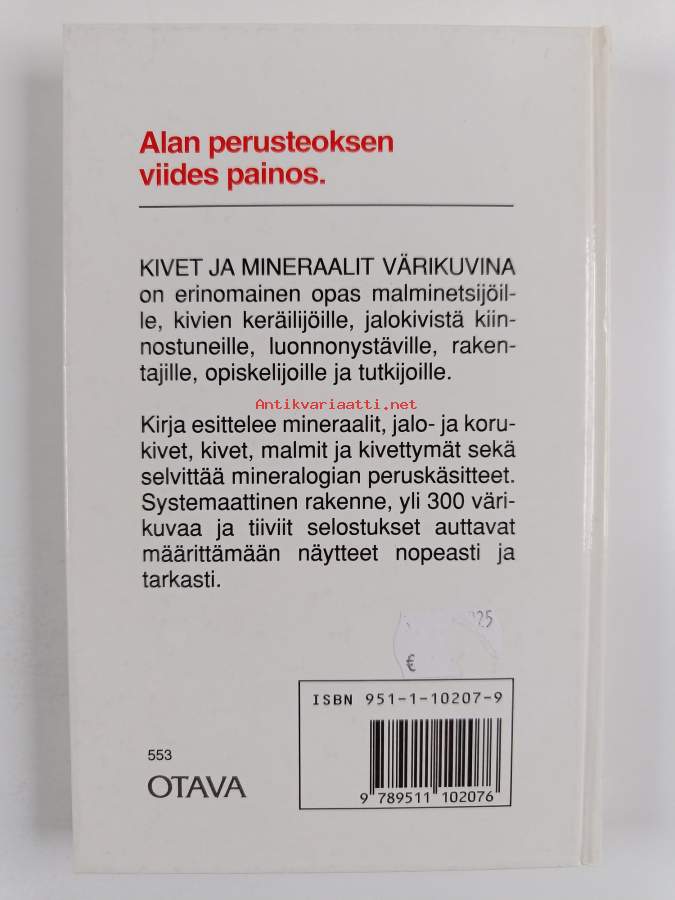 Alan perusteoksen
viides painos.
KIVET JA MINERAALIT VÄRIKUVINA
on erinomainen opas malminetsijöil-
le, kivien keräilijöille, jalokivistä kiin-
nostuneille, luonnonystäville, raken-
tajille, opiskelijoille ja tutkijoille.
Antikvariaatti.net
Kirja esittelee mineraalit, jalo- ja koru-
kivet, kivet, malmit ja kivettymät sekä
selvittää mineralogian peruskäsitteet.
Systemaattinen rakenne, yli 300 väri-
kuvaa ja tiiviit selostukset auttavat
määrittämään näytteet nopeasti ja
tarkasti.
25
€
ISBN 951-1-10207-9
553
OTAVA
9 789511 102076